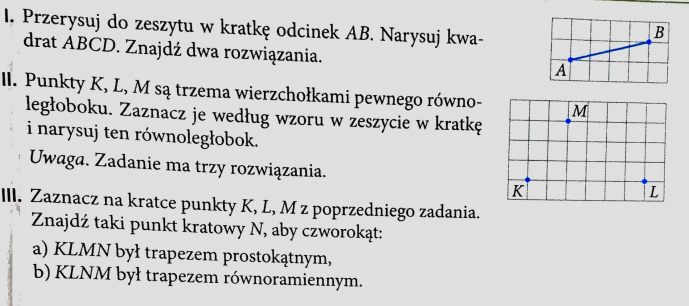 I. Przerysuj do zeszytu w kratkę odcinek AB. Narysuj kwa-
drat ABCD. Znajdź dwa rozwiązania.
A
B
II. Punkty K, L, M są trzema wierzchołkami pewnego równo-
ległoboku. Zaznacz je według wzoru w zeszycie w kratkę
i narysuj ten równoległobok.
Uwaga. Zadanie ma trzy rozwiązania.
M
K
L
III. Zaznacz na kratce punkty K, L, M z poprzedniego zadania.
Znajdź taki punkt kratowy N, aby czworokąt:
a) KLMN był trapezem prostokątnym,
b) KLNM był trapezem równoramiennym.